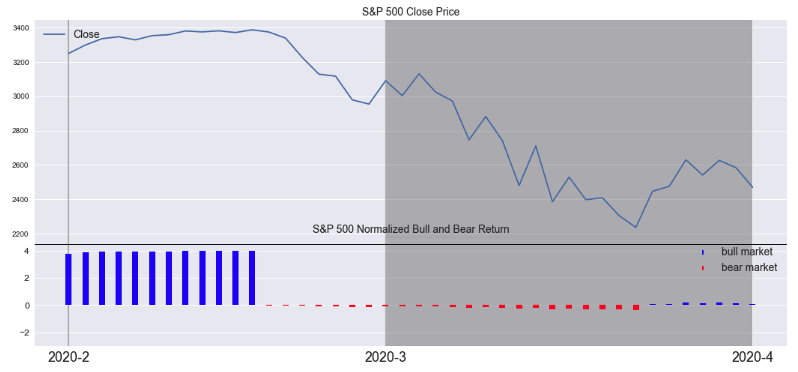 S&P 500 Close Price
Close
3400
3200
3000
2800
2600
2400
2200
S&P 500 Normalized Bull and Bear Return
bull market
bear market
4
2
0
−2
2020-2
2020-3
2020-4